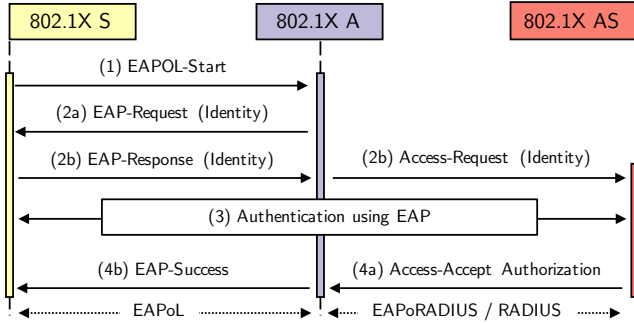 802.1X S 802.1X A 802.1X AS
(1) EAPOL-Start
(2a) EAP-Request (Identity)
(2b) EAP-Response (Identity) (2b) Access-Request (Identity)
(3) Authentication using EAP
(4b) EAP-Success (4a) Access-Accept Authorization
EAPoL EAPoRADIUS / RADIUS